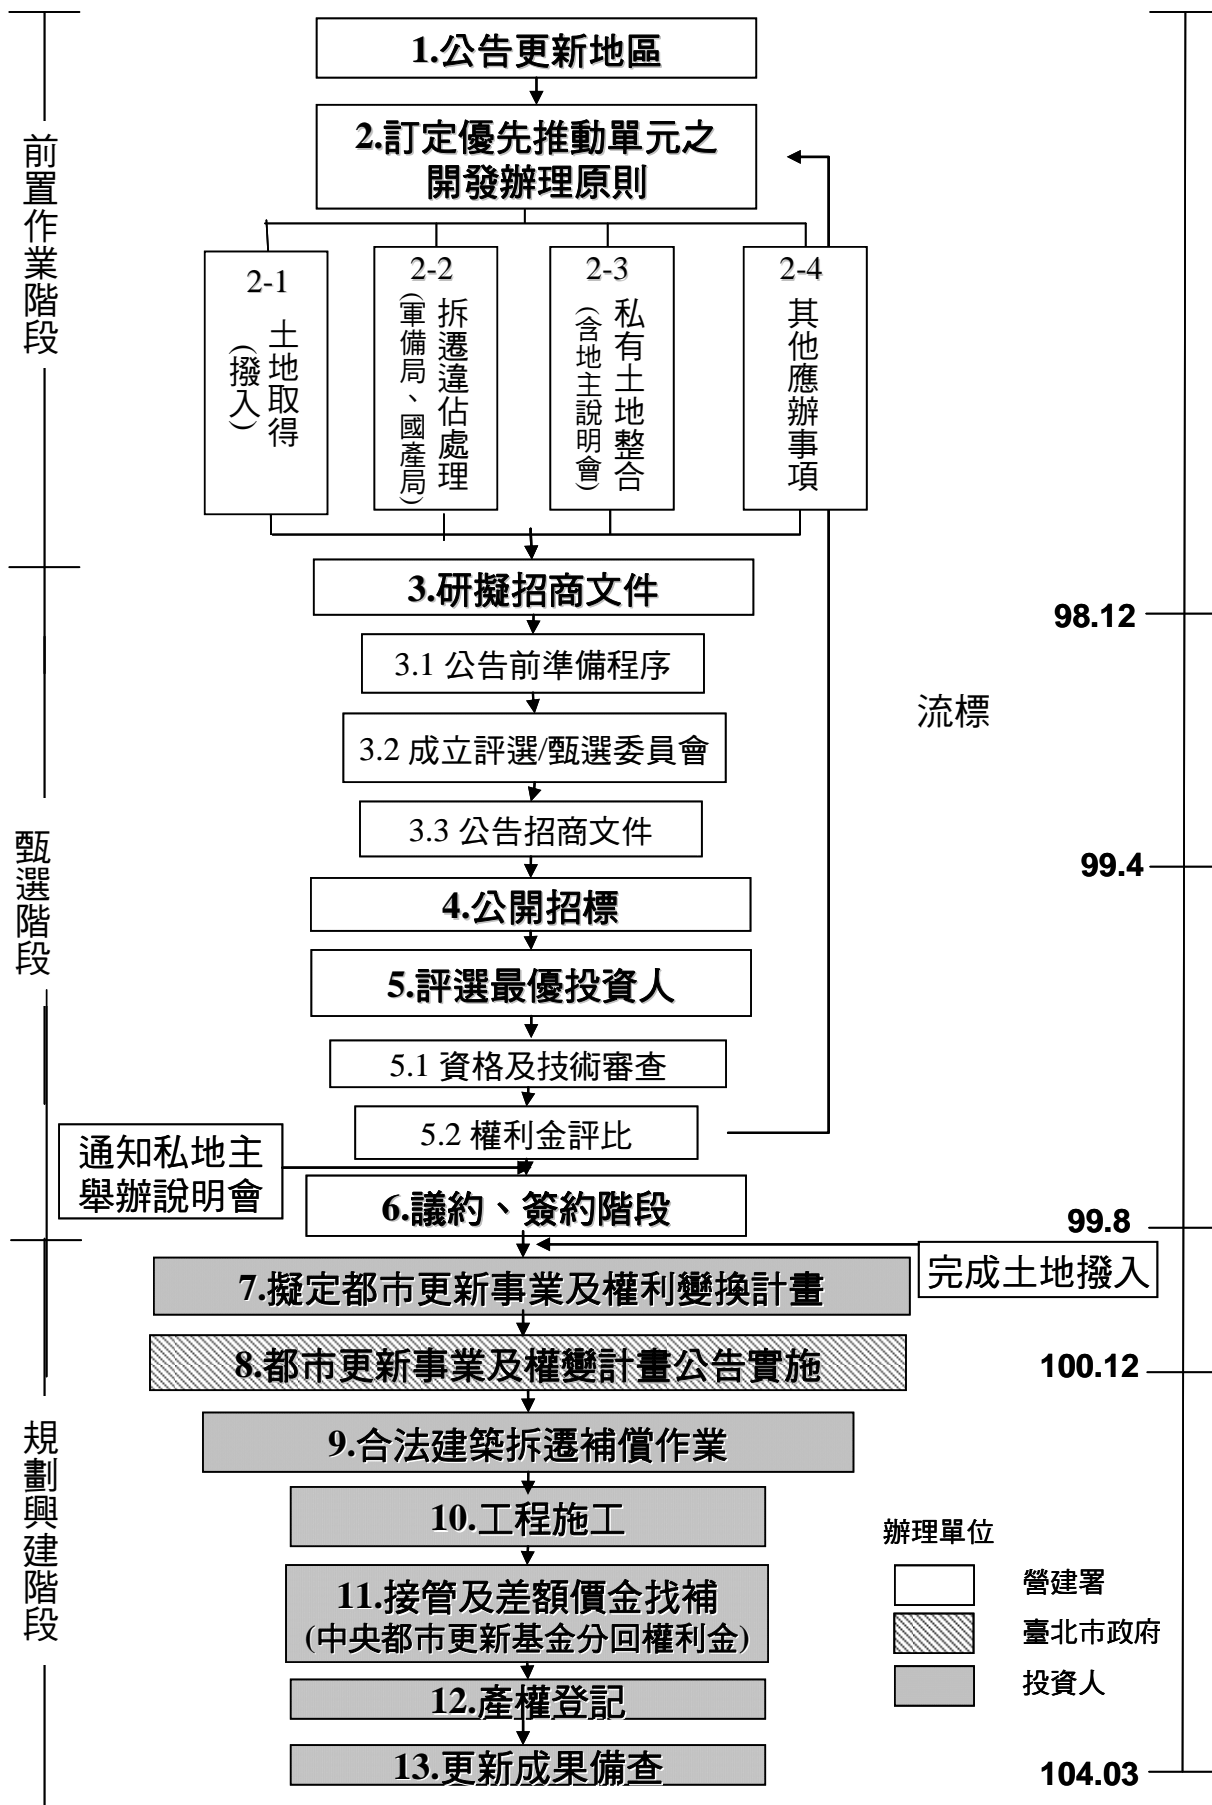 1.公告更新地區
2.訂定優先推動單元之
開發辦理原則
前置作業階段
2-1
土地取得
(撥入)
2-2
拆遷違佔處理
(軍備局、國產局)
2-3
私有土地整合
(含地主說明會)
2-4
其他應辦事項
3.研擬招商文件
98.12
3.1 公告前準備程序
流標
3.2 成立評選/甄選委員會
3.3 公告招商文件
99.4
甄選階段
4.公開招標
5.評選最優投資人
5.1 資格及技術審查
5.2 權利金評比
通知私地主
舉辦說明會
6.議約、簽約階段
99.8
完成土地撥入
7.擬定都市更新事業及權利變換計畫
8.都市更新事業及權變計畫公告實施
100.12
9.合法建築拆遷補償作業
規劃興建階段
10.工程施工
11.接管及差額價金找補
(中央都市更新基金分回權利金)
12.產權登記
13.更新成果備查
104.03
辦理單位
營建署
臺北市政府
投資人